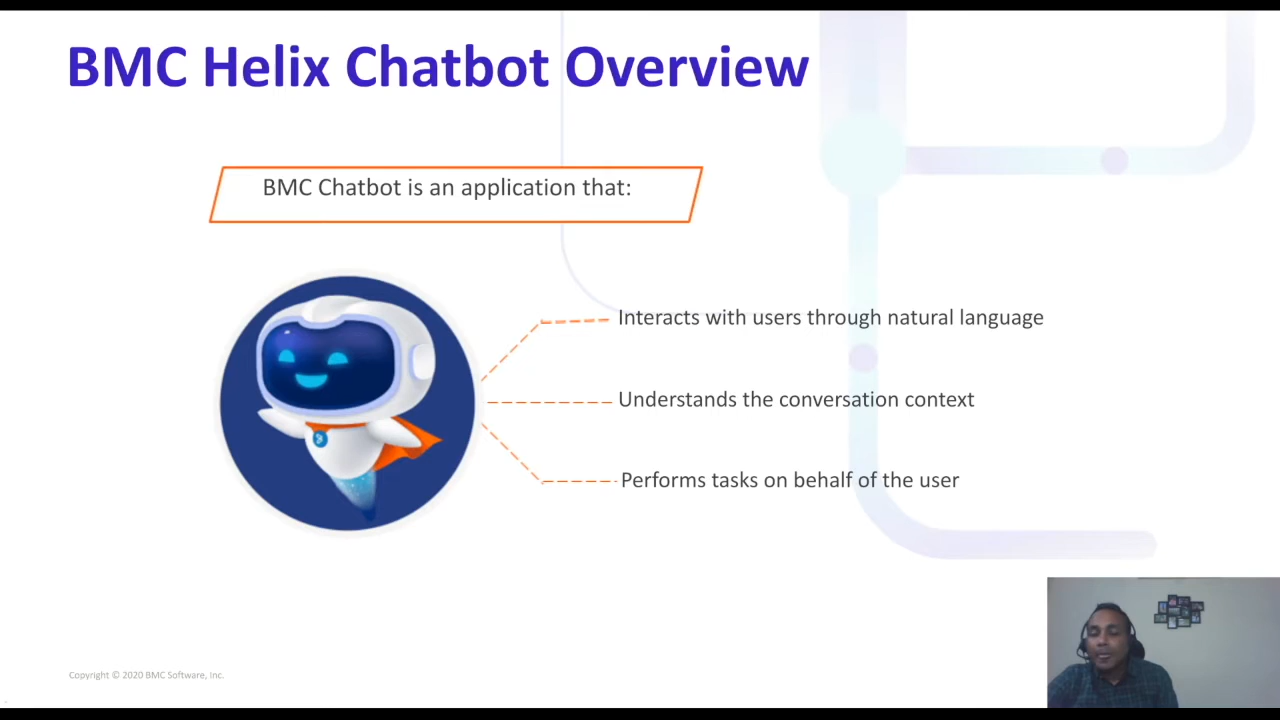 BMC Helix Chatbot Overview
BMC Chatbot is an application that:
Interacts with users through natural language
Understands the conversation context
Performs tasks on behalf of the user
Copyright © 2020 BMC Software, Inc.